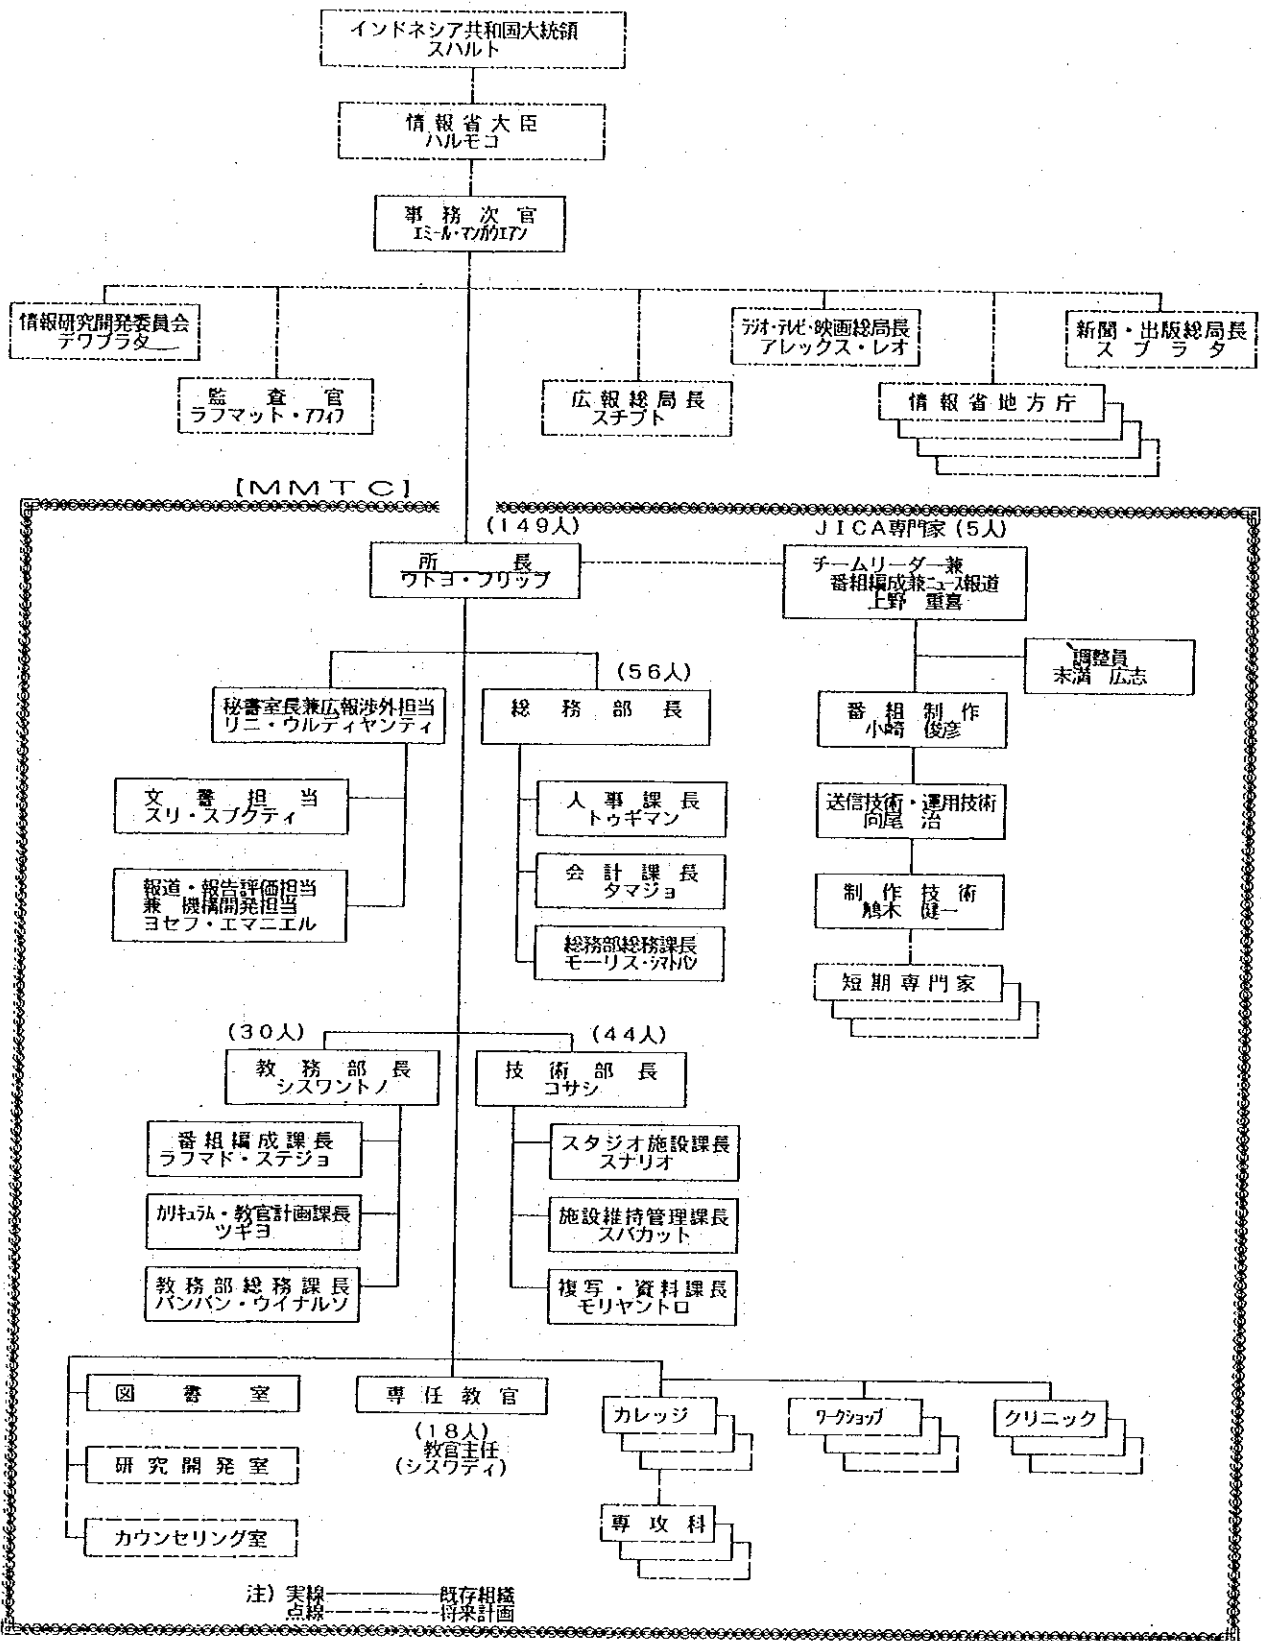 インドネシア共和国大統領
スハルト
情報省大臣
ハルモコ
事務次官
エミール・マンガウエアン
情報研究開発委員会
デワブラタ
ラジオ・テレビ・映画総局長
アレックス・レオ
新聞・出版総局長
スブラタ
監査官
ラフマット・アフィフ
広報総局長
スチプト
情報省地方庁
【MMTC】
(149人)
JICA専門家(5人)
所長
ウトヨ・フリップ
チームリーダー兼
番組編成兼ニュース報道
上野 重喜
調整員
末満 広志
(56人)
秘書室長兼広報渉外担当
リニ・ウルディヤンティ
総務部長
番組制作
小崎 俊彦
文書担当
スリ・スプクティ
人事課長
トゥギマン
送信技術・運用技術
向尾 治
会計課長
タマジョ
報道・報告評価担当
兼 機構開発担当
ヨセフ・エマニエル
制作技術
鵤木 健一
総務部総務課長
モーリス・シマトパン
短期専門家
(30人)
(44人)
教務部長
シスワントノ
技術部長
コサシ
番組編成課長
ラフマド・ステジョ
スタジオ施設課長
スナリオ
カリキュラム・教官計画課長
ツギヨ
施設維持管理課長
スバカット
教務部総務課長
バンバン・ウイナルソ
複写・資料課長
モリヤントロ
図書室
専任教官
カレッジ
ワークショップ
クリニック
(18人)
教官主任
(シスワディ)
研究開発室
専攻科
カウンセリング室
注) 実線――――既存組織
点線－－－－将来計画